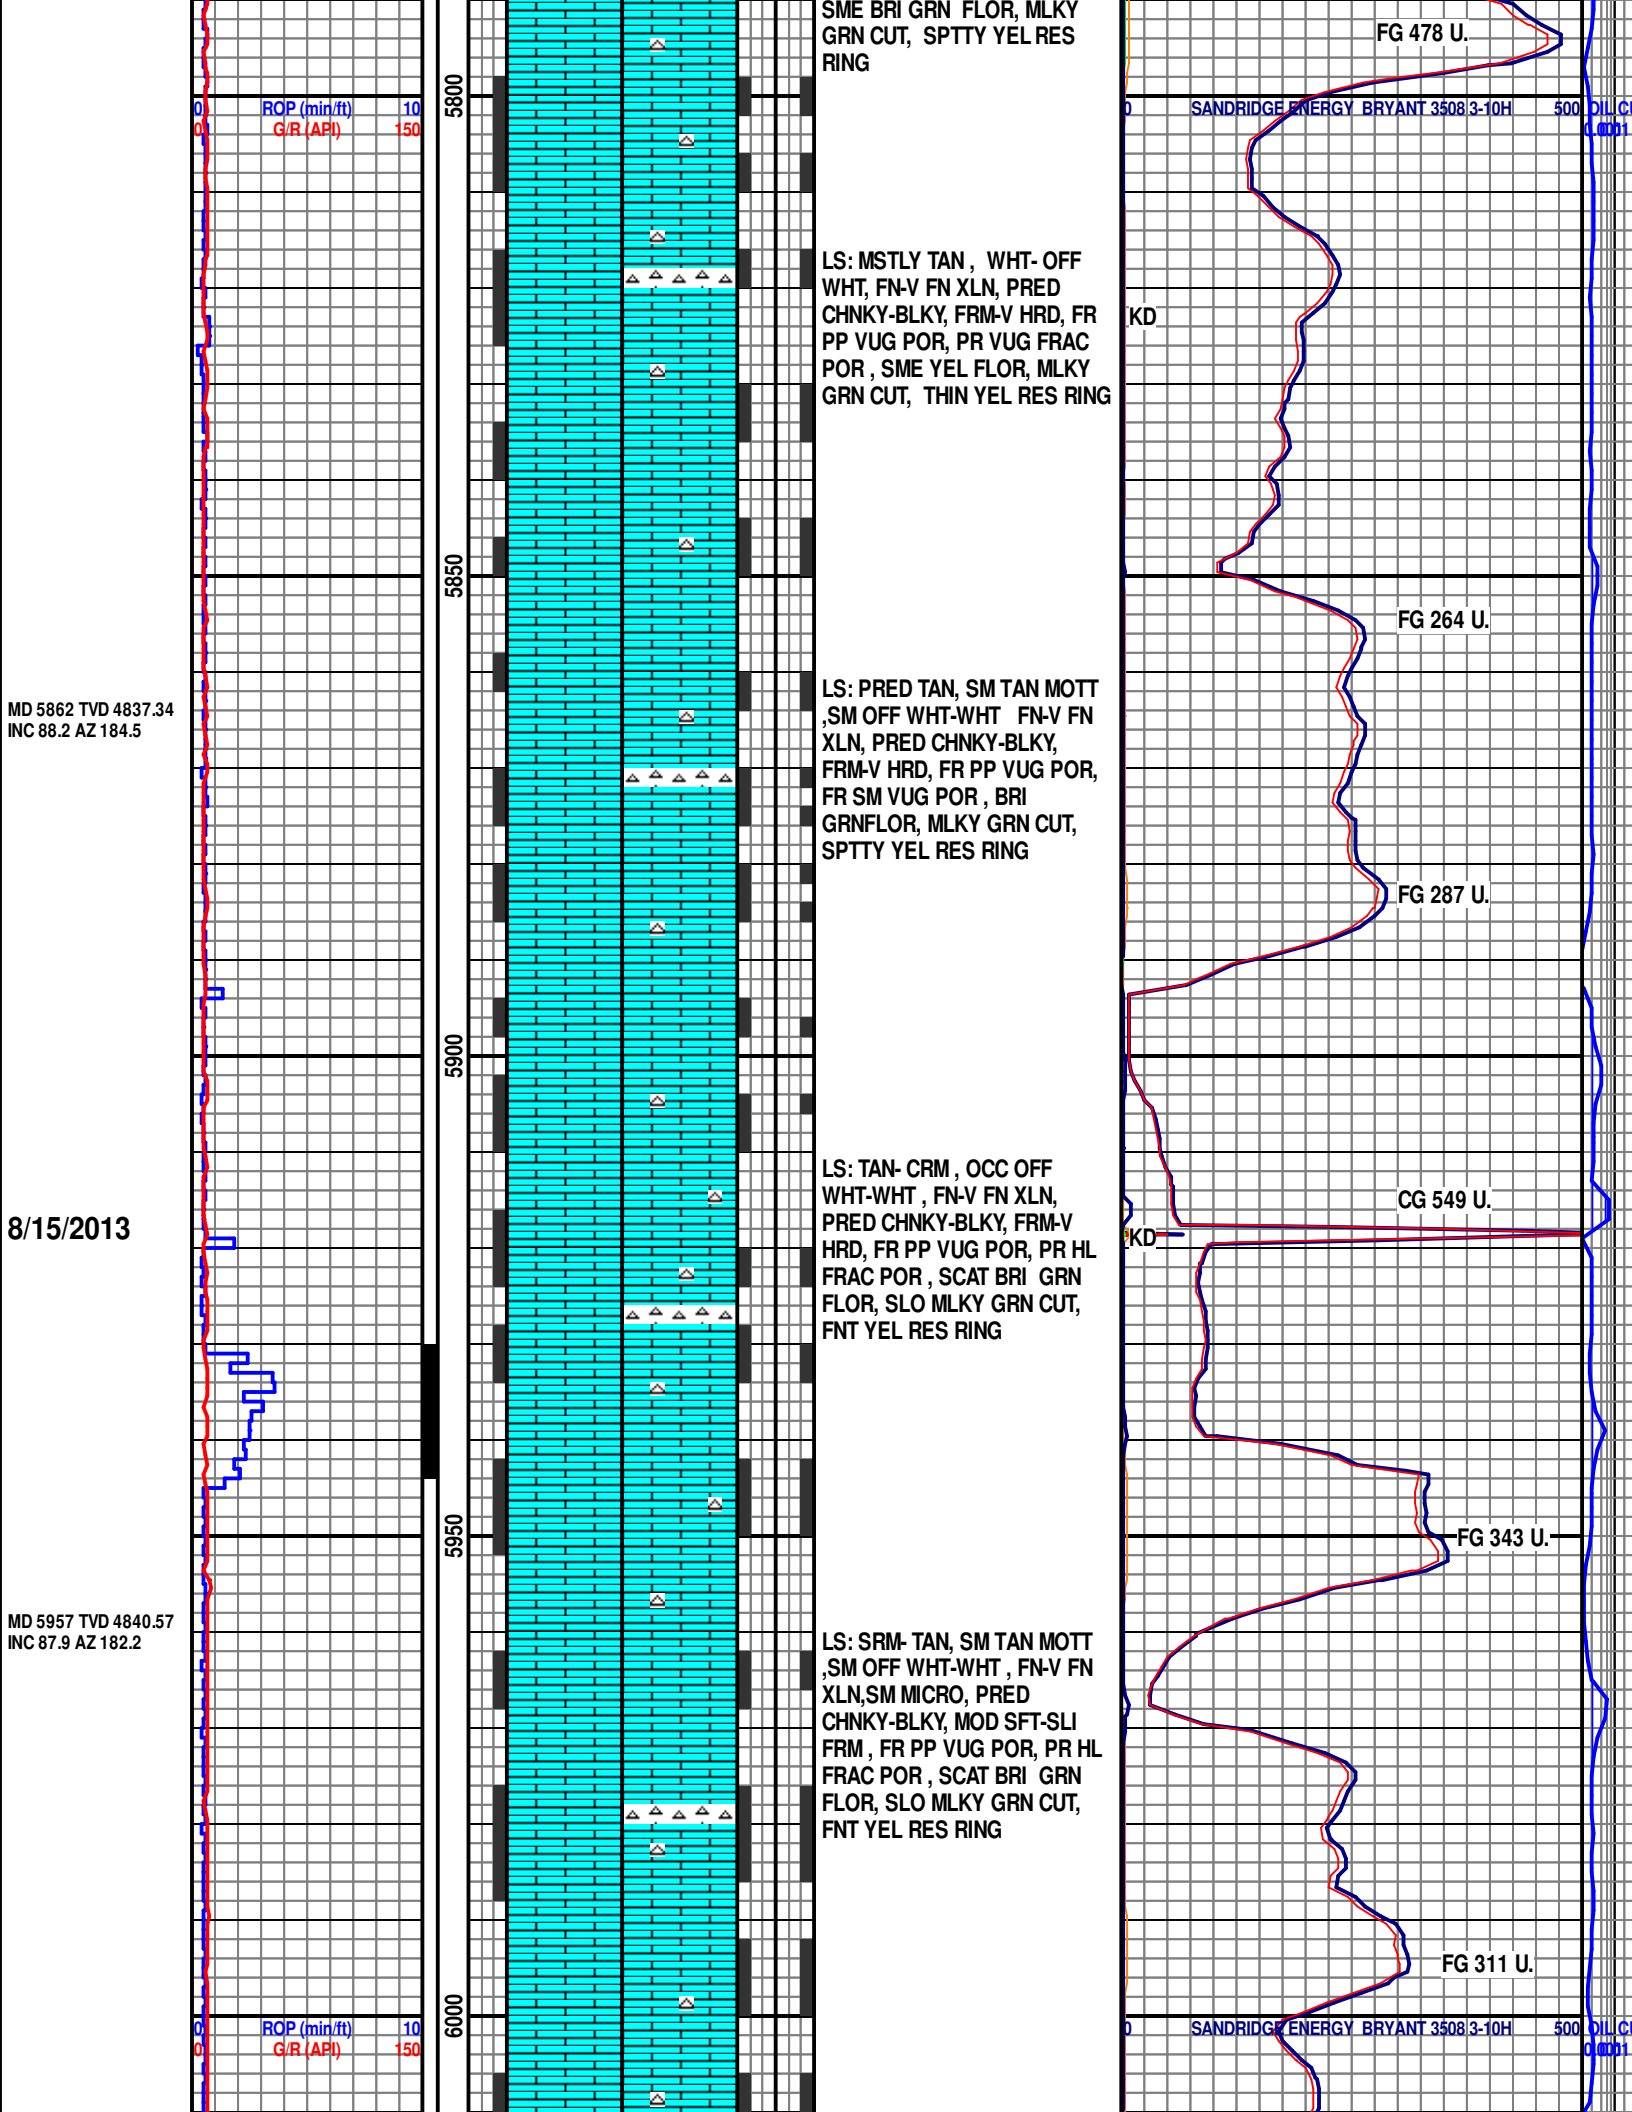 SME BRI GRN FLOR, MLKY
GRN CUT, SPTTY YEL RES
RING
FG 478 U.
5800
0 ROP (min/ft) 10
0 G/R (API) 150
0 SANDRIDGE ENERGY BRYANT 3508 3-10H 500
LS: MSTLY TAN , WHT- OFF
WHT, FN-V FN XLN, PRED
CHNKY-BLKY, FRM-V HRD, FR
PP VUG POR, PR VUG FRAC
POR , SME YEL FLOR, MLKY
GRN CUT, THIN YEL RES RING
KD
5850
FG 264 U.
MD 5862 TVD 4837.34
INC 88.2 AZ 184.5
LS: PRED TAN, SM TAN MOTT
,SM OFF WHT-WHT FN-V FN
XLN, PRED CHNKY-BLKY,
FRM-V HRD, FR PP VUG POR,
FR SM VUG POR , BRI
GRNFLOR, MLKY GRN CUT,
SPTTY YEL RES RING
FG 287 U.
5900
8/15/2013
LS: TAN- CRM , OCC OFF
WHT-WHT , FN-V FN XLN,
PRED CHNKY-BLKY, FRM-V
HRD, FR PP VUG POR, PR HL
FRAC POR , SCAT BRI GRN
FLOR, SLO MLKY GRN CUT,
FNT YEL RES RING
CG 549 U.
KD
5950
FG 343 U.
MD 5957 TVD 4840.57
INC 87.9 AZ 182.2
LS: SRM- TAN, SM TAN MOTT
,SM OFF WHT-WHT , FN-V FN
XLN,SM MICRO, PRED
CHNKY-BLKY, MOD SFT-SLI
FRM , FR PP VUG POR, PR HL
FRAC POR , SCAT BRI GRN
FLOR, SLO MLKY GRN CUT,
FNT YEL RES RING
FG 311 U.
6000
0 ROP (min/ft) 10
0 G/R (API) 150
0 SANDRIDGE ENERGY BRYANT 3508 3-10H 500